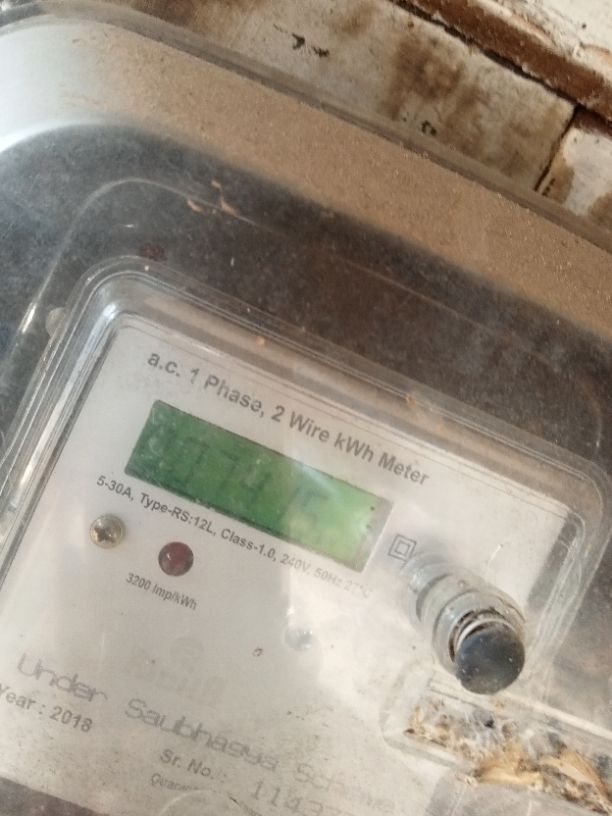 a.c. 1 Phase, 2 Wire kWh Meter
5-30A, Type-RS:12L, Class-1.0, 240V, 50Hz 27°C
3200 Imp/kWh
Under Saubhagya Scheme
Year : 2018
Sr. No. :